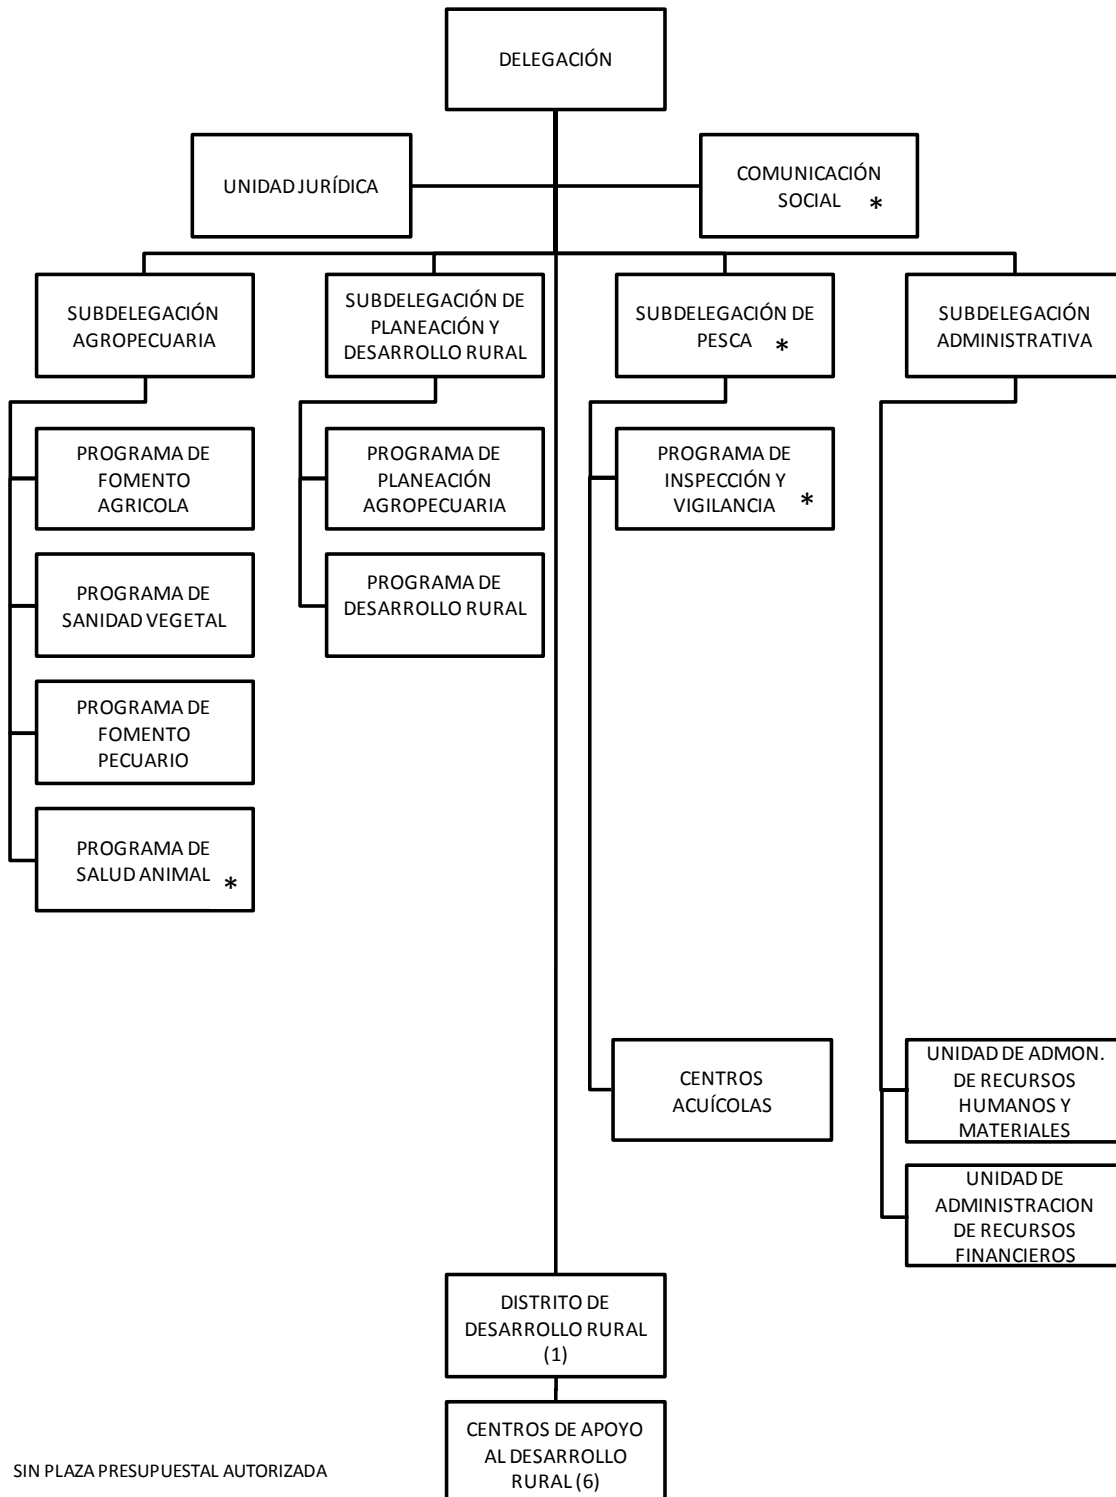 DELEGACIÓN
UNIDAD JURÍDICA
COMUNICACIÓN
SOCIAL *
SUBDELEGACIÓN
AGROPECUARIA
SUBDELEGACIÓN DE
PLANEACIÓN Y
DESARROLLO RURAL
SUBDELEGACIÓN DE
PESCA *
SUBDELEGACIÓN
ADMINISTRATIVA
PROGRAMA DE
FOMENTO
AGRICOLA
PROGRAMA DE
PLANEACIÓN
AGROPECUARIA
PROGRAMA DE
INSPECCIÓN Y
VIGILANCIA *
PROGRAMA DE
SANIDAD VEGETAL
PROGRAMA DE
DESARROLLO RURAL
PROGRAMA DE
FOMENTO
PECUARIO
PROGRAMA DE
SALUD ANIMAL *
CENTROS
ACUÍCOLAS
UNIDAD DE ADMON.
DE RECURSOS
HUMANOS Y
MATERIALES
UNIDAD DE
ADMINISTRACION
DE RECURSOS
FINANCIEROS
DISTRITO DE
DESARROLLO RURAL
(1)
CENTROS DE APOYO
AL DESARROLLO
RURAL (6)
SIN PLAZA PRESUPUESTAL AUTORIZADA